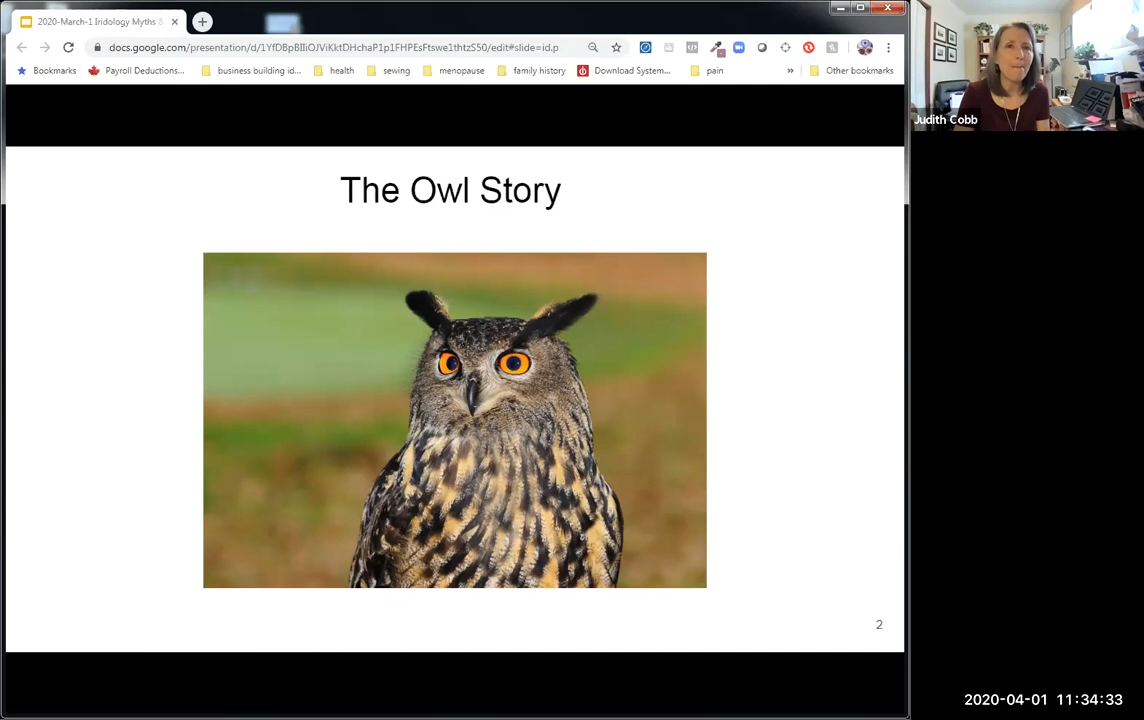 2020-March-1 Iridology Myths &
docs.google.com/presentation/d/1YfDBpBIIiOJViKktDHchaP1p1FHPEsFtswe1thtzS50/edit#slide=id.p
Bookmarks
Payroll Deductions...
business building id...
health
sewing
menopause
family history
Download System...
pain
»
Other bookmarks
Judith Cobb
The Owl Story
2
2020-04-01 11:34:33